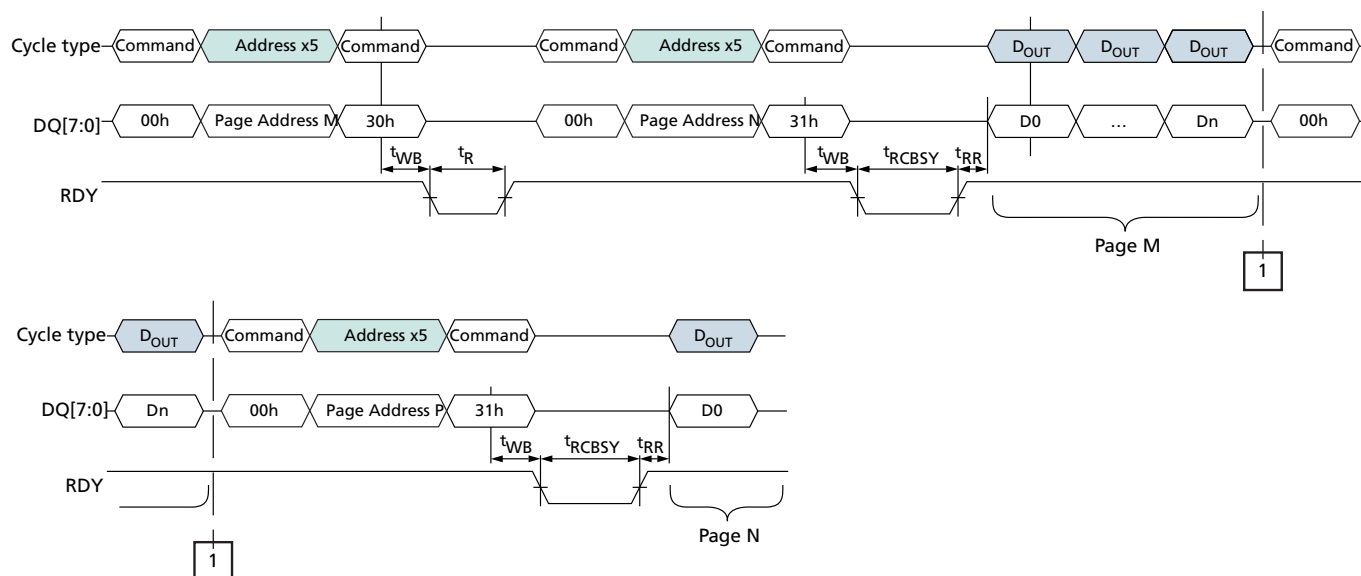 Cycle type Command Address x5 Command Command Address x5 Command DOUT DOUT DOUT Command
DQ[7:0] 00h Page Address M 30h 00h Page Address N 31h D0 ... Dn 00h
tWB tR tWB tRCBSY tRR
RDY
Page M
1
Cycle type DOUT Command Address x5 Command DOUT
DQ[7:0] Dn 00h Page Address P 31h D0
tWB tRCBSY tRR
RDY
Page N
1